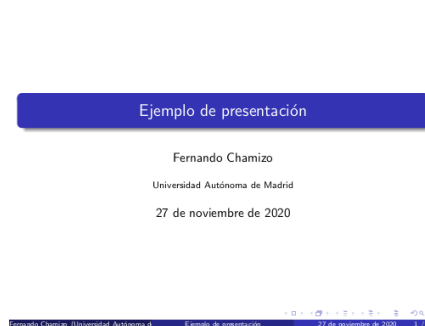 Ejemplo de presentación
Fernando Chamizo
Universidad Autónoma de Madrid
27 de noviembre de 2020
Fernando Chamizo (Universidad Autónoma d Ejemplo de presentación 27 de noviembre de 2020 1 /